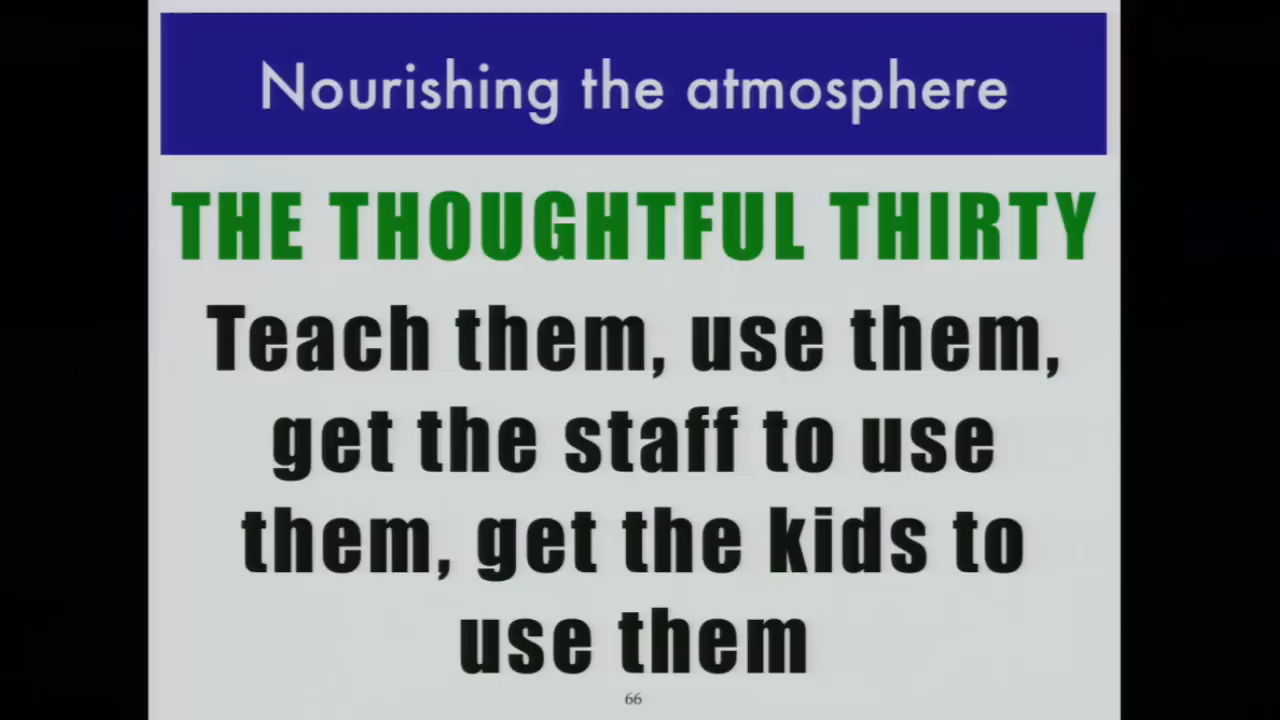 Nourishing the atmosphere
THE THOUGHTFUL THIRTY
Teach them, use them,
get the staff to use
them, get the kids to
use them
66